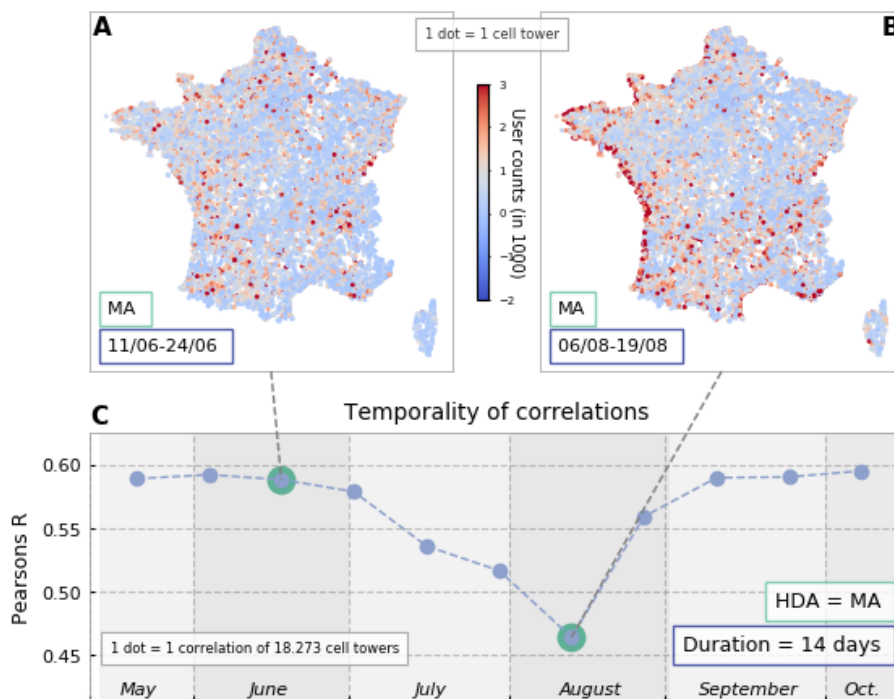 A
1 dot = 1 cell tower
B
3
2
1
0
−1
−2
User counts (in 1000)
MA
11/06-24/06
MA
06/08-19/08
C
Temporality of correlations
0.60
0.55
0.50
0.45
Pearsons R
HDA = MA
1 dot = 1 correlation of 18.273 cell towers
Duration = 14 days
May June July August September Oct.